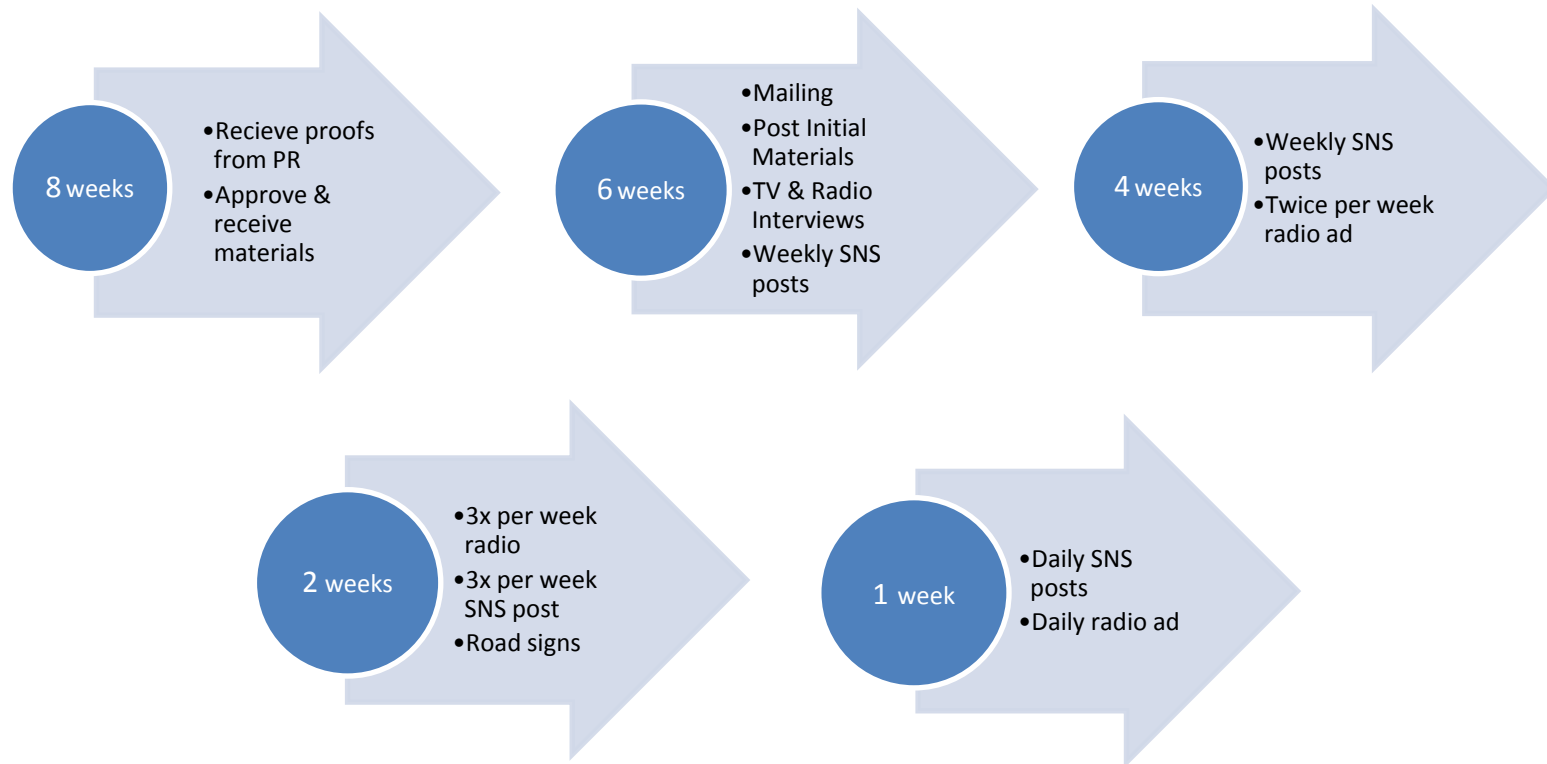 8 weeks
•Recieve proofs
from PR
•Approve &
receive
materials
6 weeks
•Mailing
•Post Initial
Materials
•TV & Radio
Interviews
•Weekly SNS
posts
4 weeks
•Weekly SNS
posts
•Twice per week
radio ad
2 weeks
•3x per week
radio
•3x per week
SNS post
•Road signs
1 week
•Daily SNS
posts
•Daily radio ad